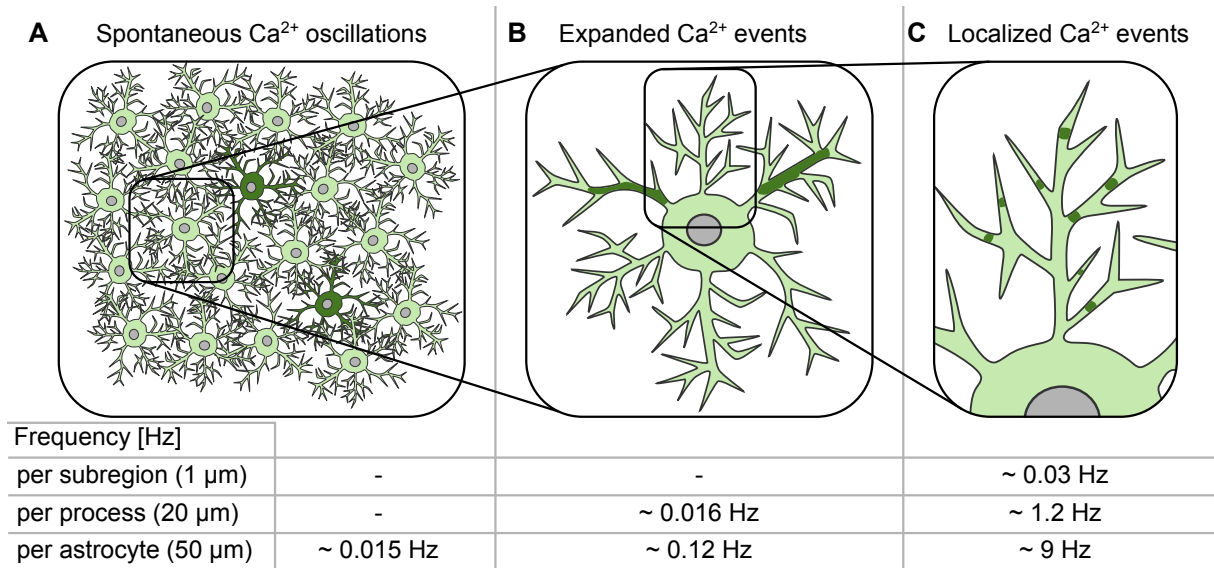 A Spontaneous Ca²⁺ oscillations
B Expanded Ca²⁺ events
C Localized Ca²⁺ events
Frequency [Hz]
per subregion (1 µm) - - ~ 0.03 Hz
per process (20 µm) - ~ 0.016 Hz ~ 1.2 Hz
per astrocyte (50 µm) ~ 0.015 Hz ~ 0.12 Hz ~ 9 Hz